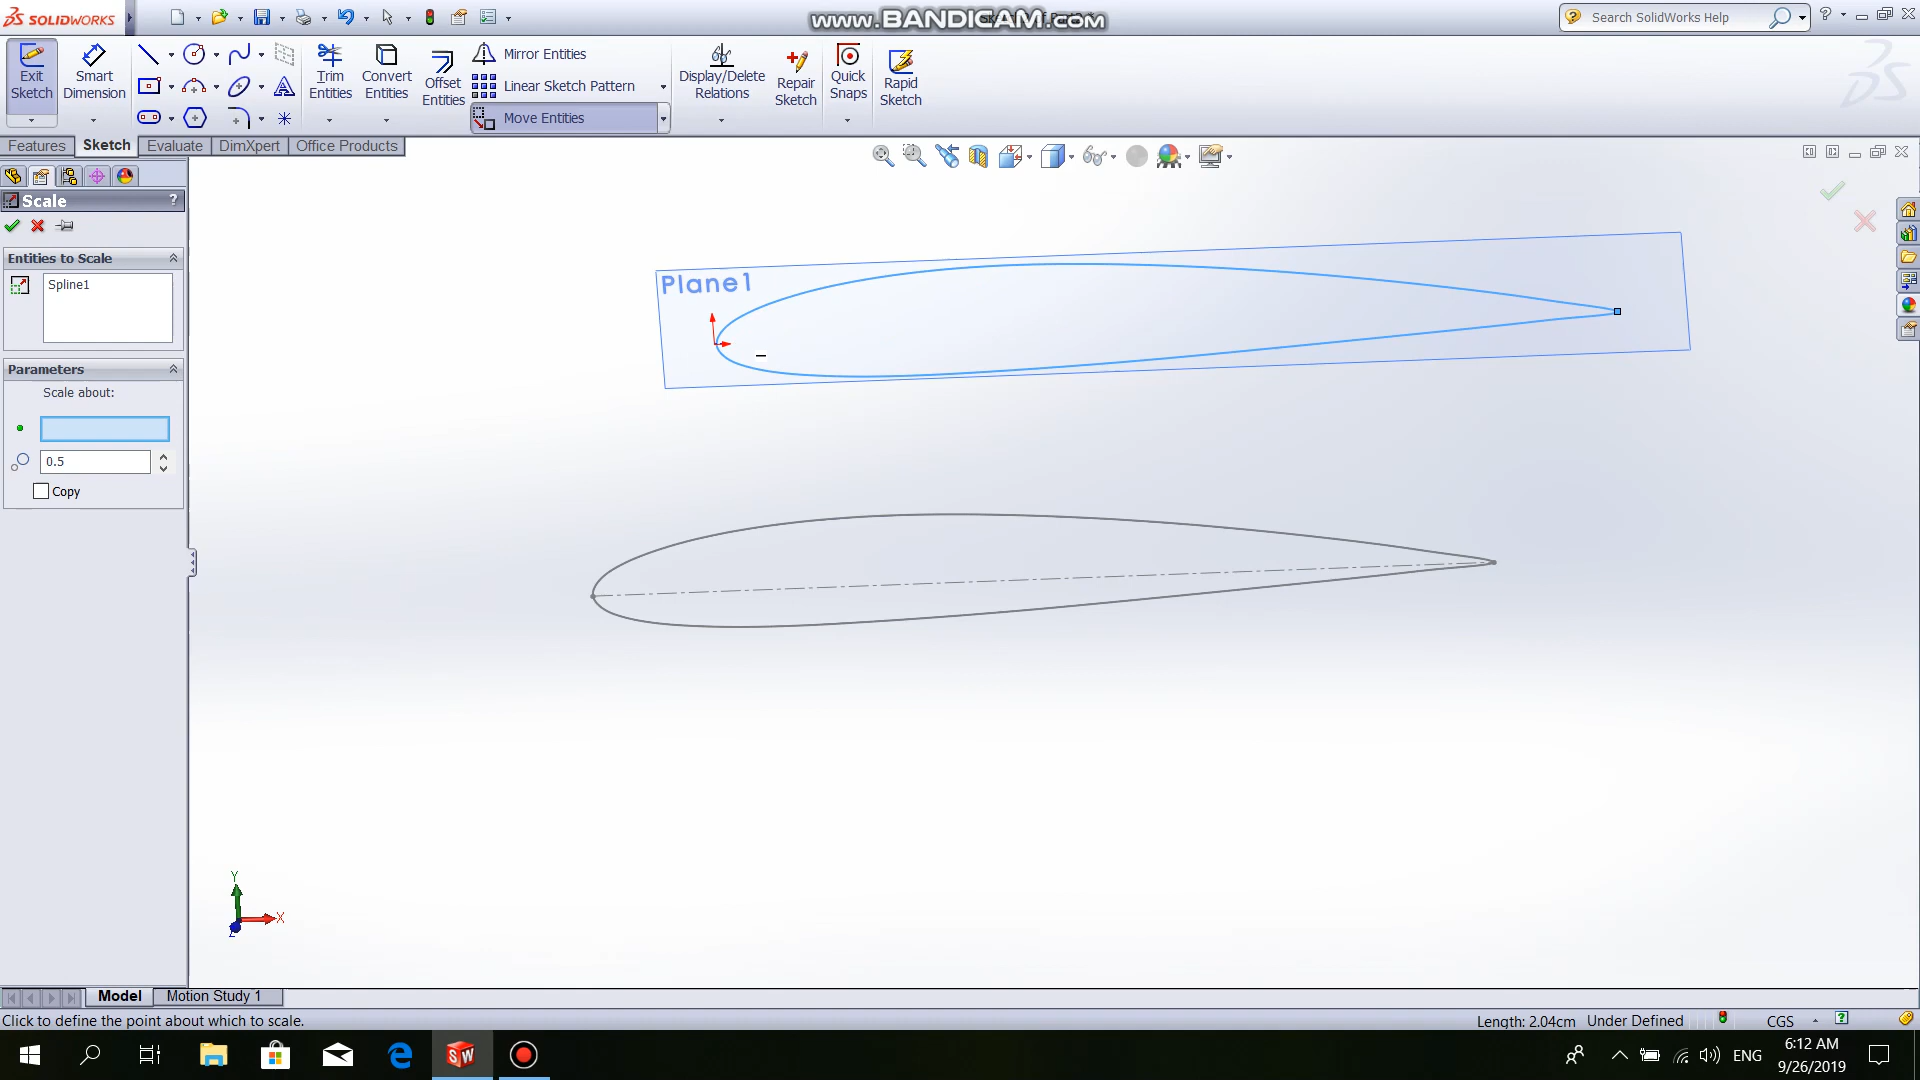 SOLIDWORKS
www.BANDICAM.com
Search SolidWorks Help
Exit Sketch
Smart Dimension
Trim Entities
Convert Entities
Offset Entities
Mirror Entities
Linear Sketch Pattern
Move Entities
Display/Delete Relations
Repair Sketch
Quick Snaps
Rapid Sketch
Features
Sketch
Evaluate
DimXpert
Office Products
Scale
?
Entities to Scale
Spline1
Parameters
Scale about:
0.5
Copy
Plane1
Y
X
Z
Model
Motion Study 1
Click to define the point about which to scale.
Length: 2.04cm
Under Defined
CGS
SW
ENG
6:12 AM
9/26/2019